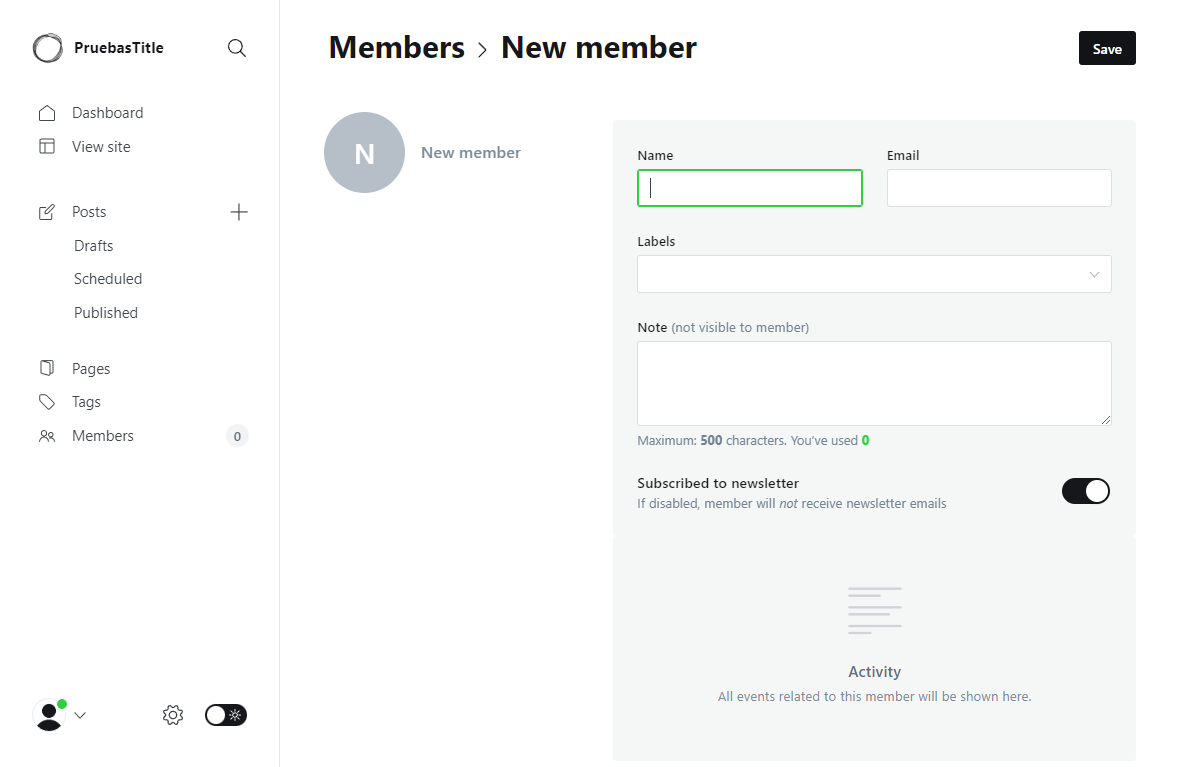 PruebasTitle
Dashboard
View site
Posts
Drafts
Scheduled
Published
Pages
Tags
Members 0
Members > New member
Save
N
New member
Name
Email
Labels
Note (not visible to member)
Maximum: 500 characters. You've used 0
Subscribed to newsletter
If disabled, member will not receive newsletter emails
Activity
All events related to this member will be shown here.